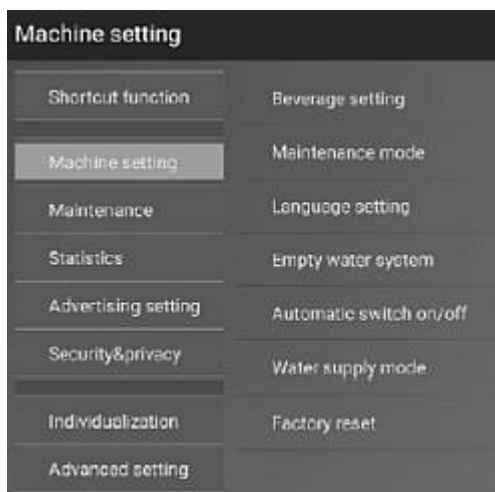 Machine setting
Shortcut function
Machine setting
Maintenance
Statistics
Advertising setting
Security&privacy
Individualization
Advanced setting
Beverage setting
Maintenance mode
Language setting
Empty water system
Automatic switch on/off
Water supply mode
Factory reset